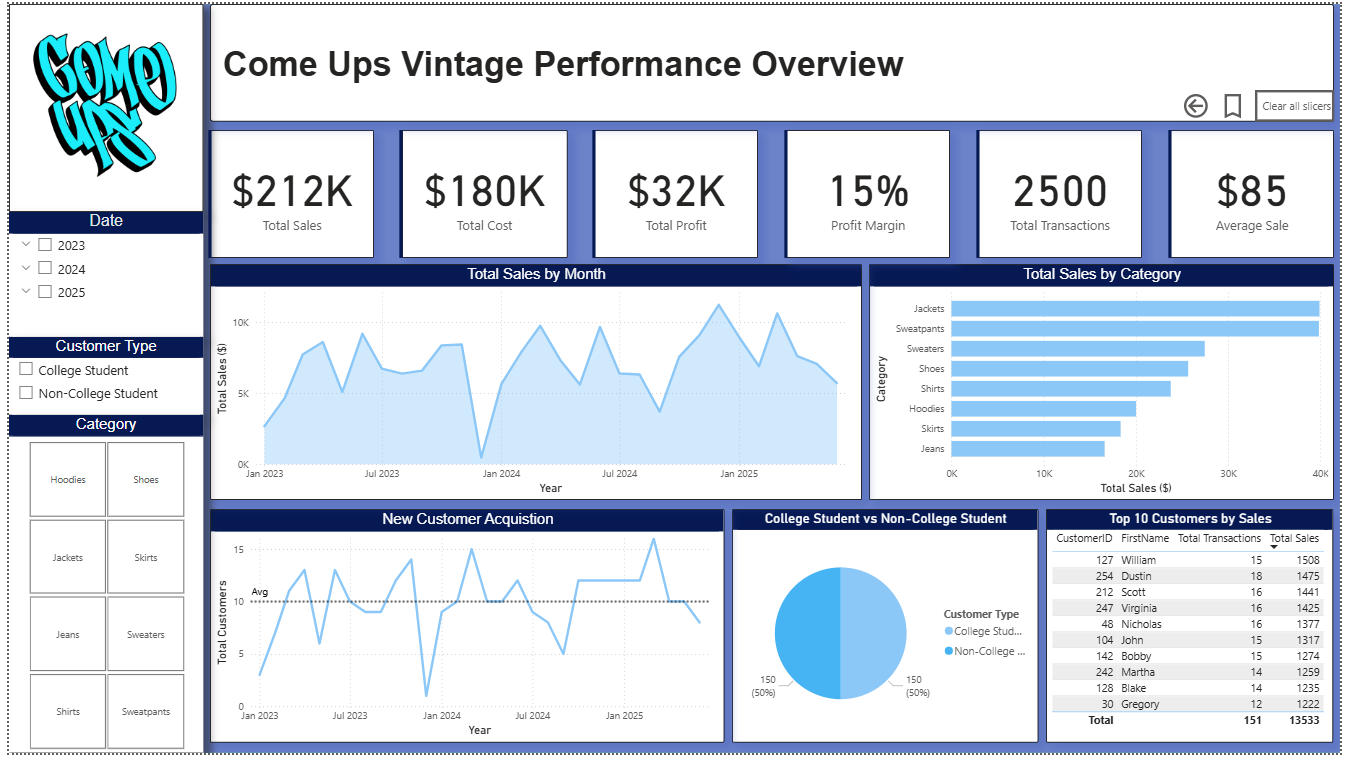 COME
UPS
Come Ups Vintage Performance Overview
Clear all slicers
Date
2023
2024
2025
Customer Type
College Student
Non-College Student
Category
Hoodies Shoes
Jackets Skirts
Jeans Sweaters
Shirts Sweatpants
$212K
Total Sales
$180K
Total Cost
$32K
Total Profit
15%
Profit Margin
2500
Total Transactions
$85
Average Sale
Total Sales by Month
Total Sales ($)
10K
5K
0K
Jan 2023 Jul 2023 Jan 2024 Jul 2024 Jan 2025
Year
Total Sales by Category
Category
Jackets
Sweatpants
Sweaters
Shoes
Shirts
Hoodies
Skirts
Jeans
0K 10K 20K 30K 40K
Total Sales ($)
New Customer Acquistion
Total Customers
15
Avg
10
5
0
Jan 2023 Jul 2023 Jan 2024 Jul 2024 Jan 2025
Year
College Student vs Non-College Student
150
(50%)
150
(50%)
Customer Type
College Stud...
Non-College ...
Top 10 Customers by Sales
CustomerID FirstName Total Transactions Total Sales
127 William 15 1508
254 Dustin 18 1475
212 Scott 16 1441
247 Virginia 16 1425
48 Nicholas 16 1377
104 John 15 1317
142 Bobby 15 1274
242 Martha 14 1259
128 Blake 14 1235
30 Gregory 12 1222
Total 151 13533